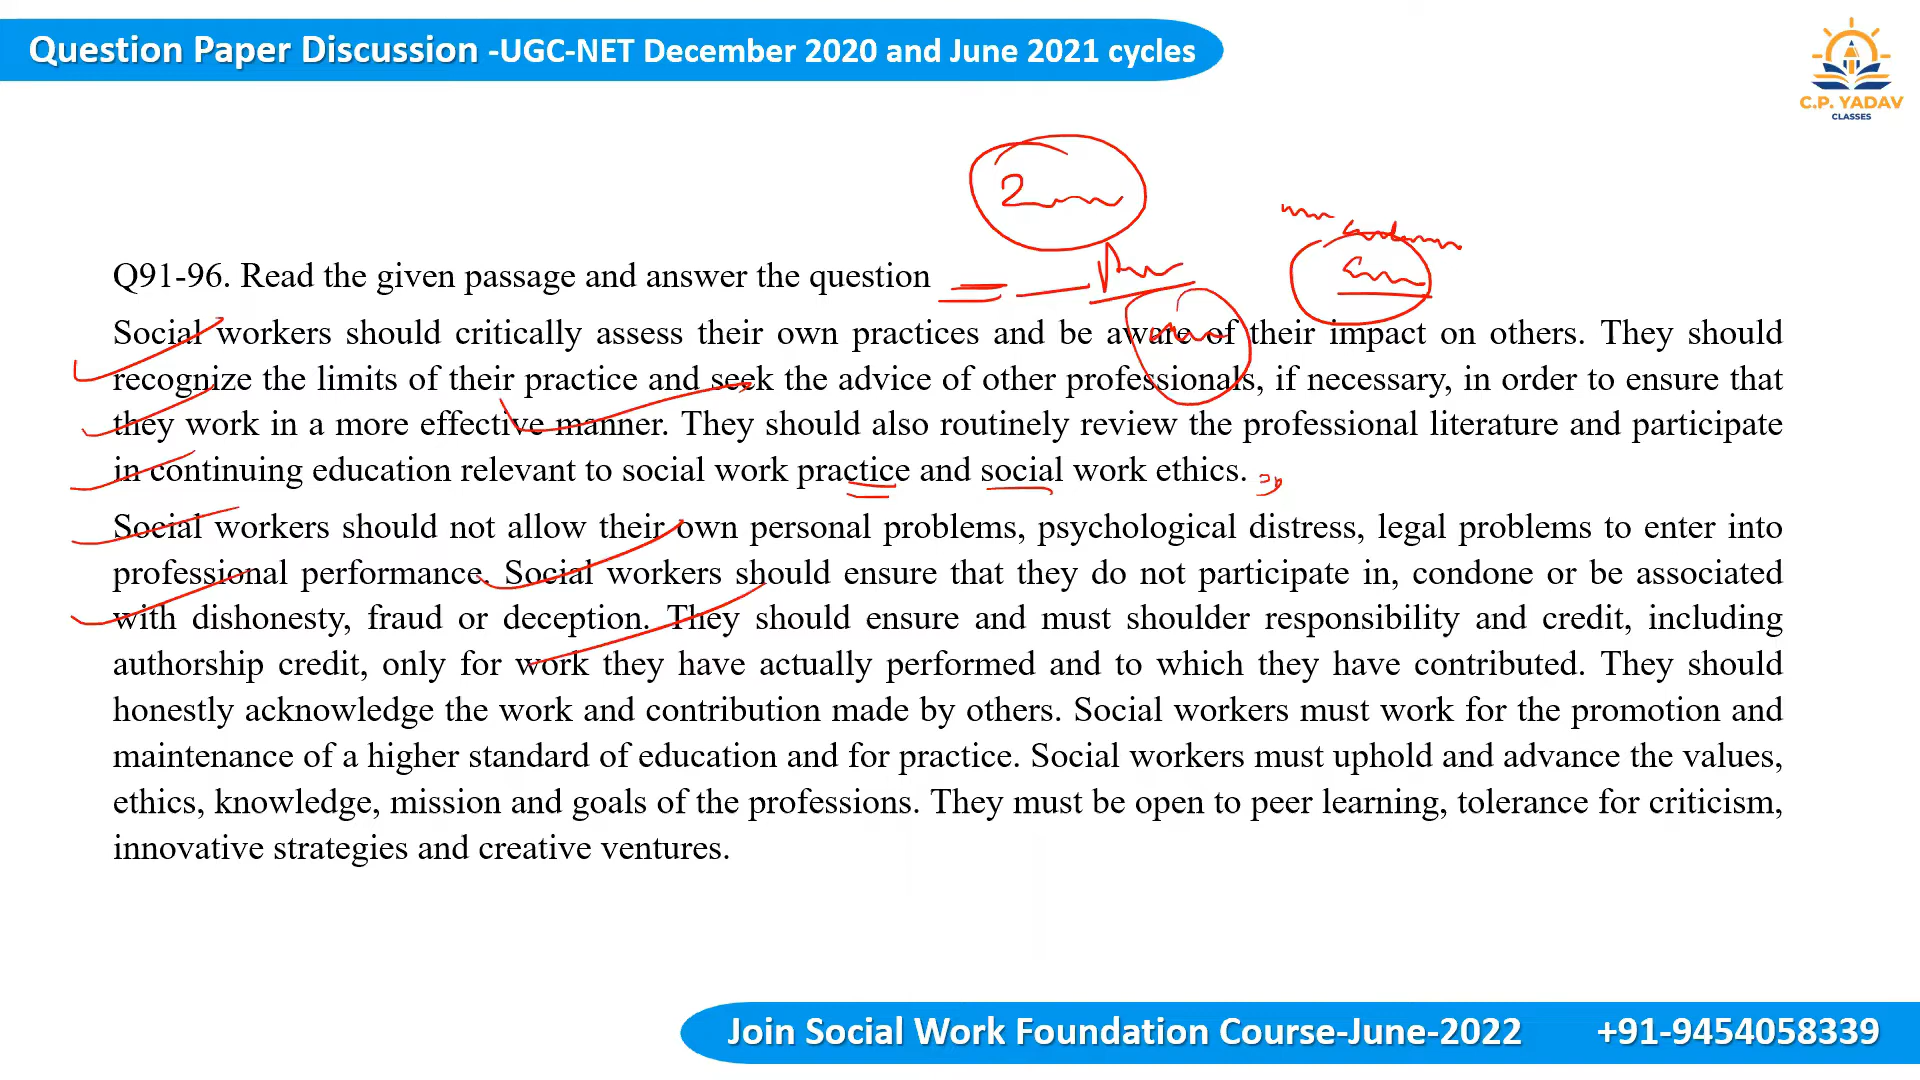 Question Paper Discussion -UGC-NET December 2020 and June 2021 cycles
C.P. YADAV
CLASSES
Q91-96. Read the given passage and answer the question
Social workers should critically assess their own practices and be aware of their impact on others. They should
recognize the limits of their practice and seek the advice of other professionals, if necessary, in order to ensure that
they work in a more effective manner. They should also routinely review the professional literature and participate
in continuing education relevant to social work practice and social work ethics.
Social workers should not allow their own personal problems, psychological distress, legal problems to enter into
professional performance. Social workers should ensure that they do not participate in, condone or be associated
with dishonesty, fraud or deception. They should ensure and must shoulder responsibility and credit, including
authorship credit, only for work they have actually performed and to which they have contributed. They should
honestly acknowledge the work and contribution made by others. Social workers must work for the promotion and
maintenance of a higher standard of education and for practice. Social workers must uphold and advance the values,
ethics, knowledge, mission and goals of the professions. They must be open to peer learning, tolerance for criticism,
innovative strategies and creative ventures.
Join Social Work Foundation Course-June-2022 +91-9454058339